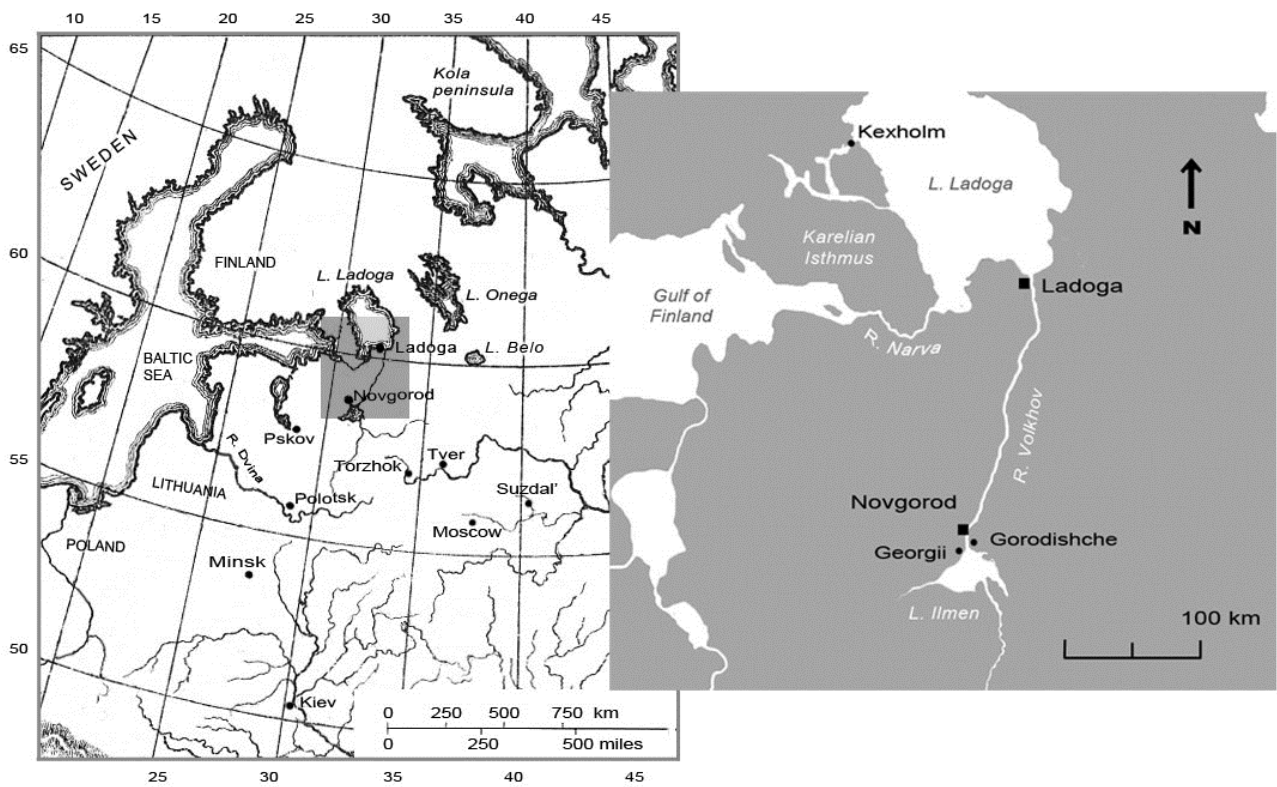 10 15 20 25 30 35 40 45
65
Kola
peninsula
SWEDEN
60
FINLAND
L. Ladoga
L. Onega
BALTIC
SEA
Ladoga
L. Belo
Novgorod
Pskov
R. Dvina
Torzhok
Tver
55
LITHUANIA
Polotsk
Suzdal'
Moscow
POLAND
Minsk
50
Kiev
0 250 500 750 km
0 250 500 miles
25 30 35 40 45
Kexholm
L. Ladoga
N
Karelian
Isthmus
Ladoga
Gulf of
Finland
R. Narva
R. Volkhov
Novgorod
Gorodishche
Georgii
L. Ilmen
100 km